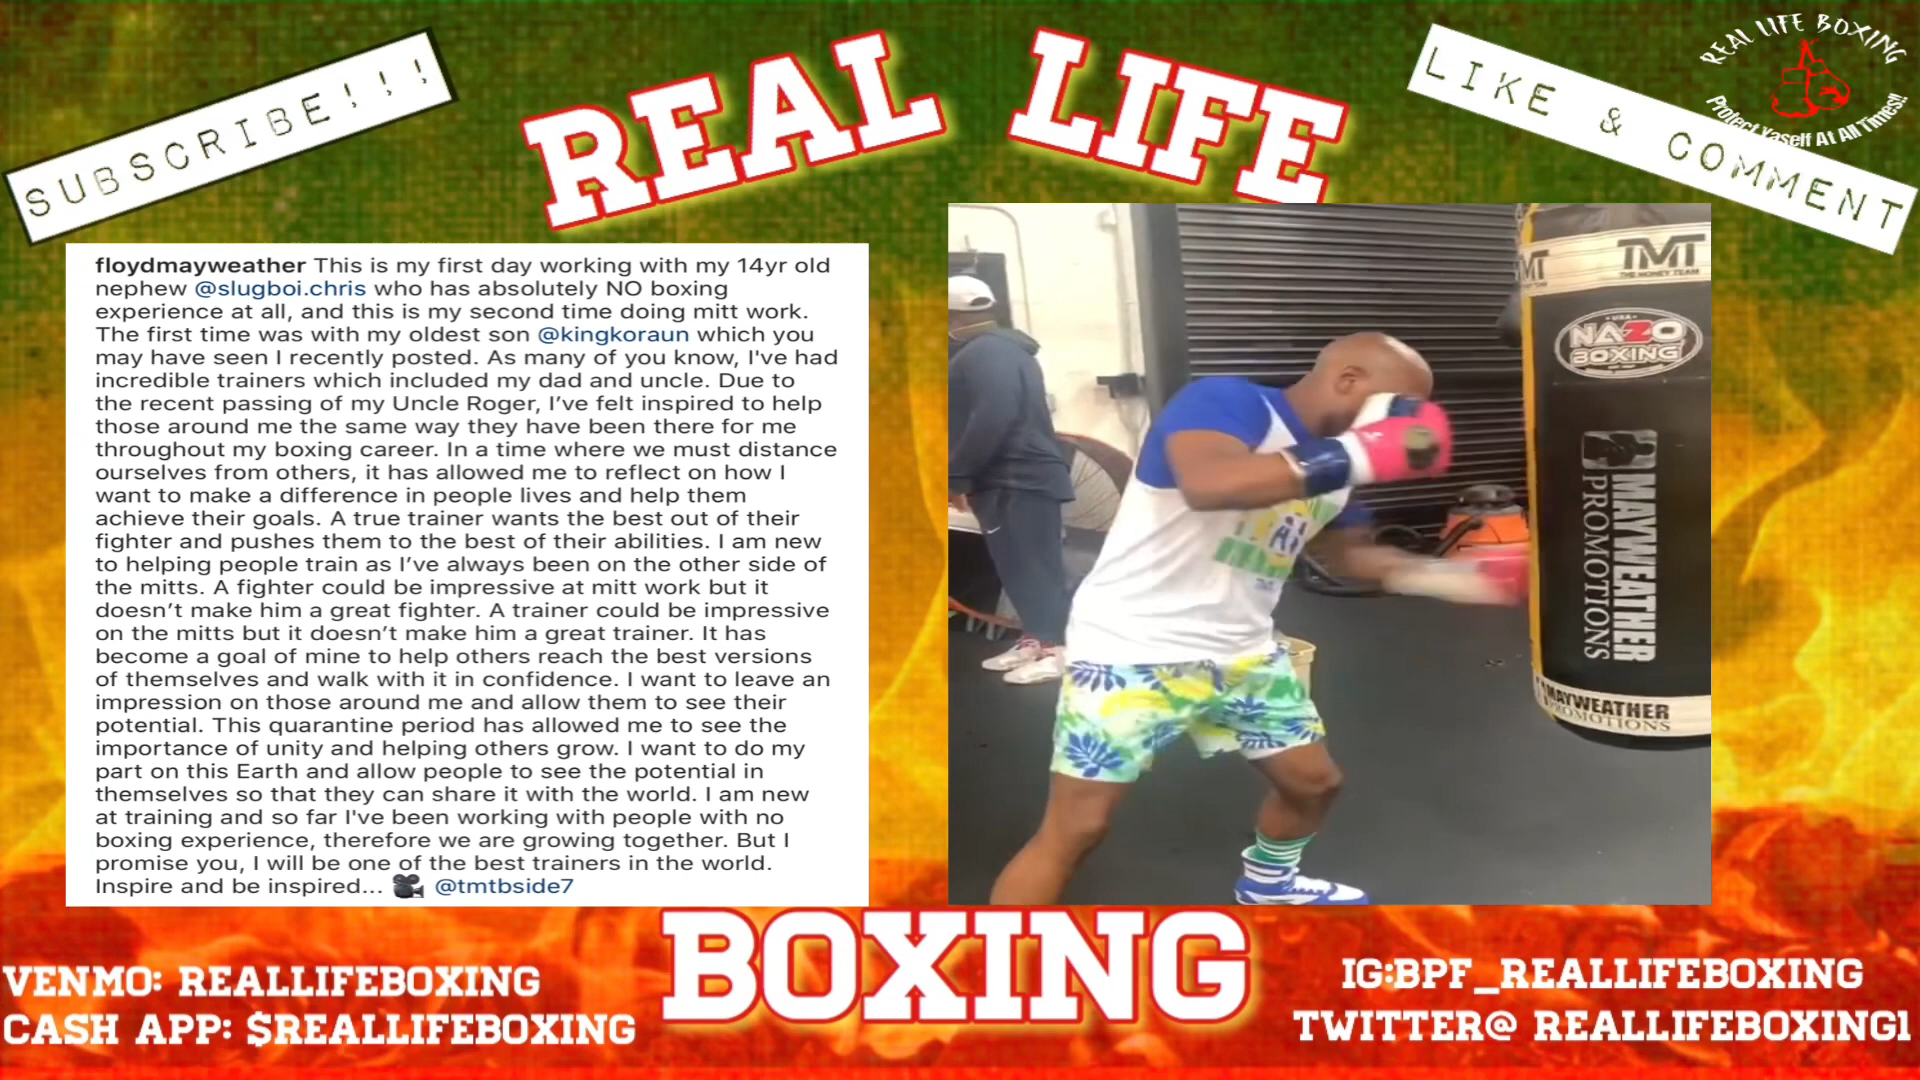 SUBSCRIBE!!!
REAL LIFE
LIKE & COMMENT
REAL LIFE BOXING
Protect Yaself At All Times!!
floydmayweather This is my first day working with my 14yr old
nephew @slugboi.chris who has absolutely NO boxing
experience at all, and this is my second time doing mitt work.
The first time was with my oldest son @kingkoraun which you
may have seen I recently posted. As many of you know, I've had
incredible trainers which included my dad and uncle. Due to
the recent passing of my Uncle Roger, I’ve felt inspired to help
those around me the same way they have been there for me
throughout my boxing career. In a time where we must distance
ourselves from others, it has allowed me to reflect on how I
want to make a difference in people lives and help them
achieve their goals. A true trainer wants the best out of their
fighter and pushes them to the best of their abilities. I am new
to helping people train as I’ve always been on the other side of
the mitts. A fighter could be impressive at mitt work but it
doesn’t make him a great fighter. A trainer could be impressive
on the mitts but it doesn’t make him a great trainer. It has
become a goal of mine to help others reach the best versions
of themselves and walk with it in confidence. I want to leave an
impression on those around me and allow them to see their
potential. This quarantine period has allowed me to see the
importance of unity and helping others grow. I want to do my
part on this Earth and allow people to see the potential in
themselves so that they can share it with the world. I am new
at training and so far I've been working with people with no
boxing experience, therefore we are growing together. But I
promise you, I will be one of the best trainers in the world.
Inspire and be inspired... 🎥 @tmtbside7
MT
TMT
THE MONEY TEAM
USA
NAZO
BOXING
MAYWEATHER
PROMOTIONS
MAYWEATHER
PROMOTIONS
BOXING
VENMO: REALLIFEBOXING
CASH APP: $REALLIFEBOXING
IG:BPF_REALLIFEBOXING
TWITTER@ REALLIFEBOXING1